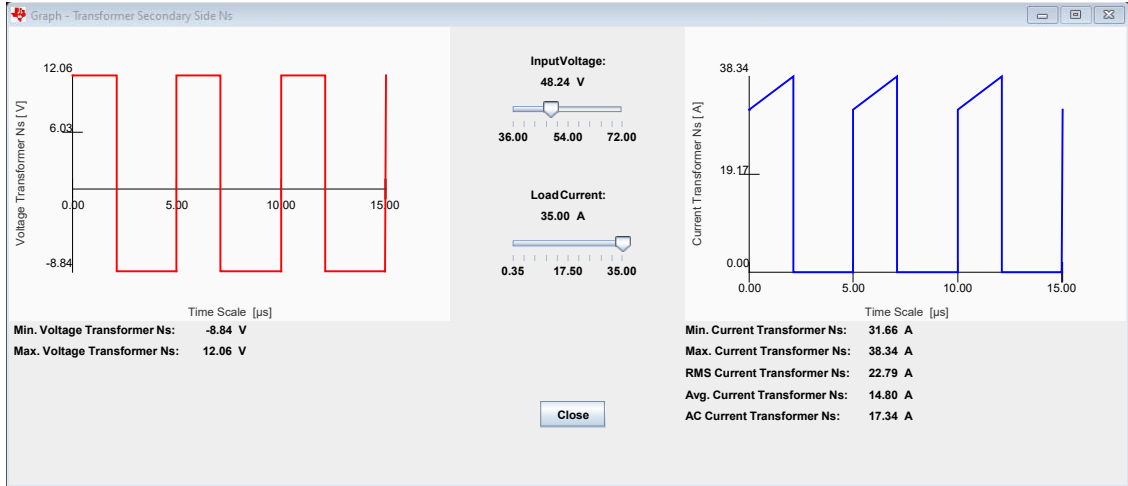 Graph - Transformer Secondary Side Ns
12.06
6.03
-8.84
0.00 5.00 10.00 15.00
Voltage Transformer Ns [V]
Time Scale [µs]
Min. Voltage Transformer Ns: -8.84 V
Max. Voltage Transformer Ns: 12.06 V
InputVoltage:
48.24 V
36.00 54.00 72.00
LoadCurrent:
35.00 A
0.35 17.50 35.00
Close
38.34
19.17
0.00
0.00 5.00 10.00 15.00
Current Transformer Ns [A]
Time Scale [µs]
Min. Current Transformer Ns: 31.66 A
Max. Current Transformer Ns: 38.34 A
RMS Current Transformer Ns: 22.79 A
Avg. Current Transformer Ns: 14.80 A
AC Current Transformer Ns: 17.34 A